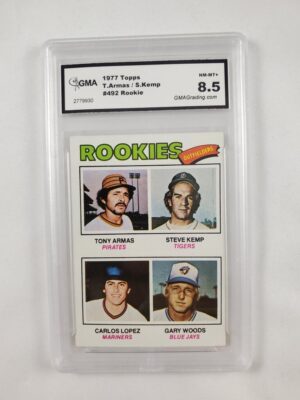 GMA
2779930
1977 Topps
T.Armas / S.Kemp
#492 Rookie
NM-MT+
8.5
GMAGrading.com
ROOKIES
OUTFIELDERS
TONY ARMAS
PIRATES
STEVE KEMP
TIGERS
CARLOS LOPEZ
MARINERS
GARY WOODS
BLUE JAYS